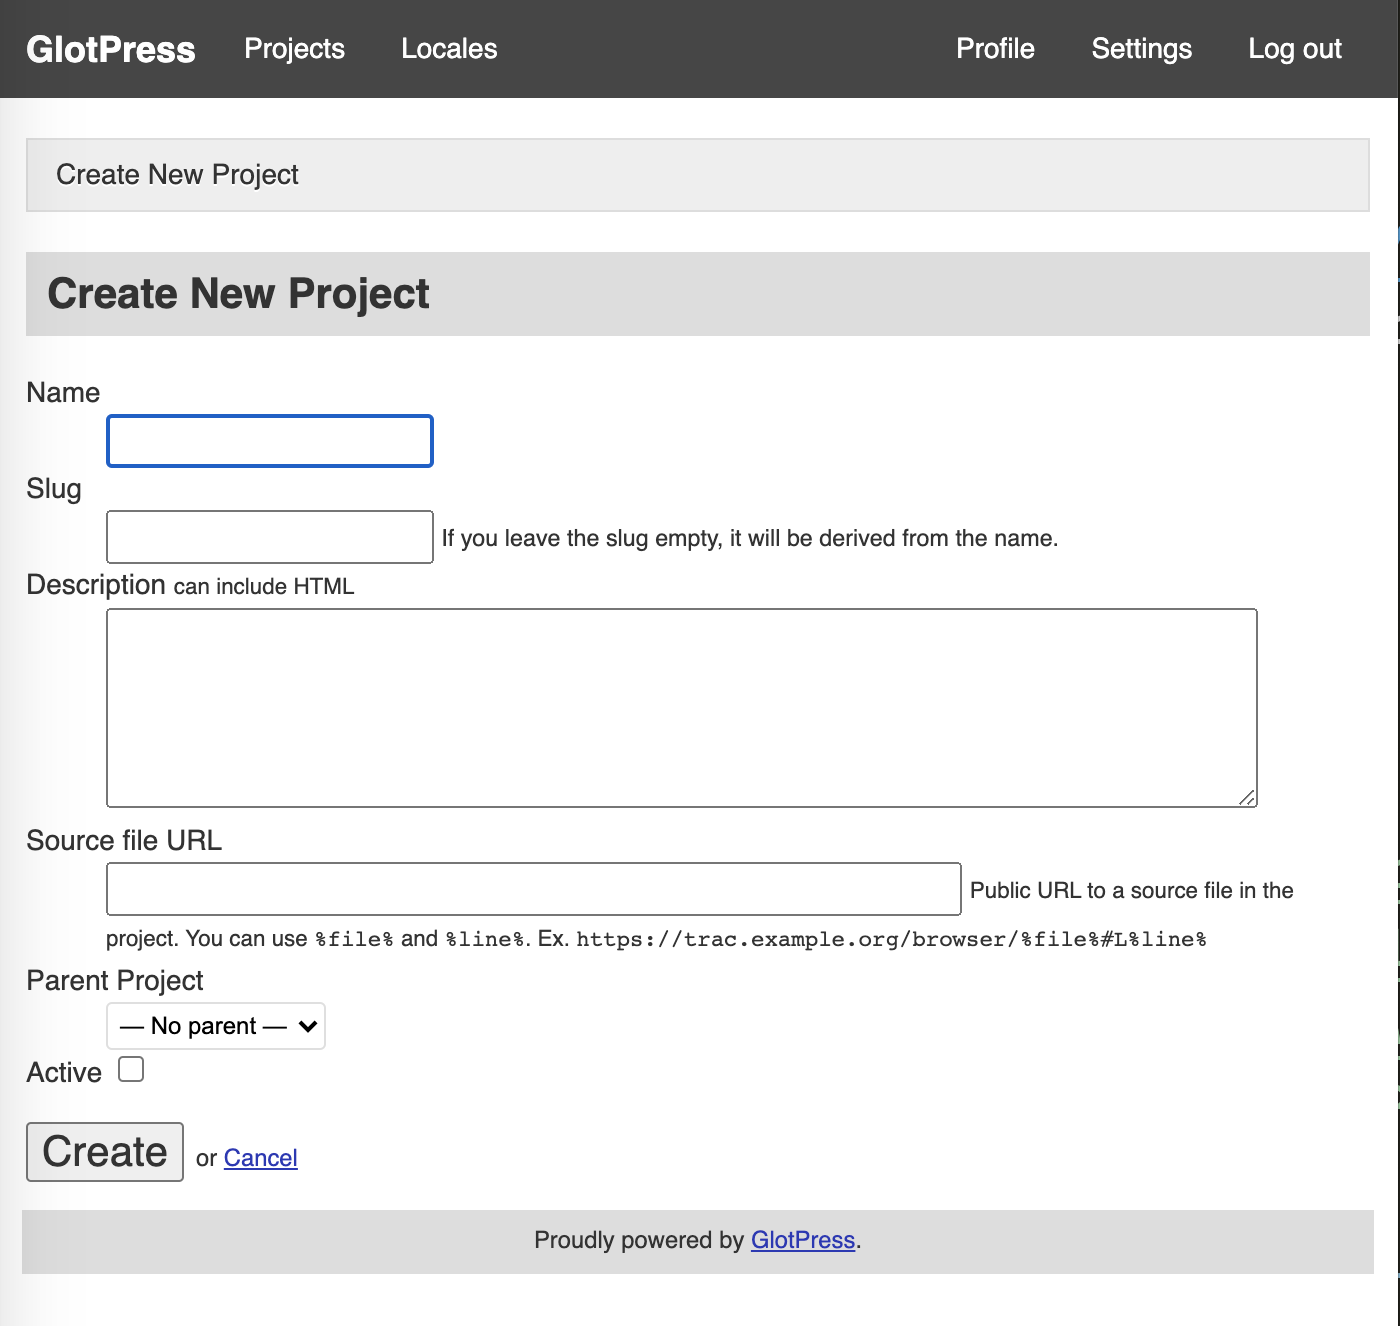 GlotPress Projects Locales Profile Settings Log out
Create New Project
Create New Project
Name
Slug
If you leave the slug empty, it will be derived from the name.
Description can include HTML
Source file URL
Public URL to a source file in the
project. You can use %file% and %line%. Ex. https://trac.example.org/browser/%file%#L%line%
Parent Project
— No parent —
Active
Create or Cancel
Proudly powered by GlotPress.